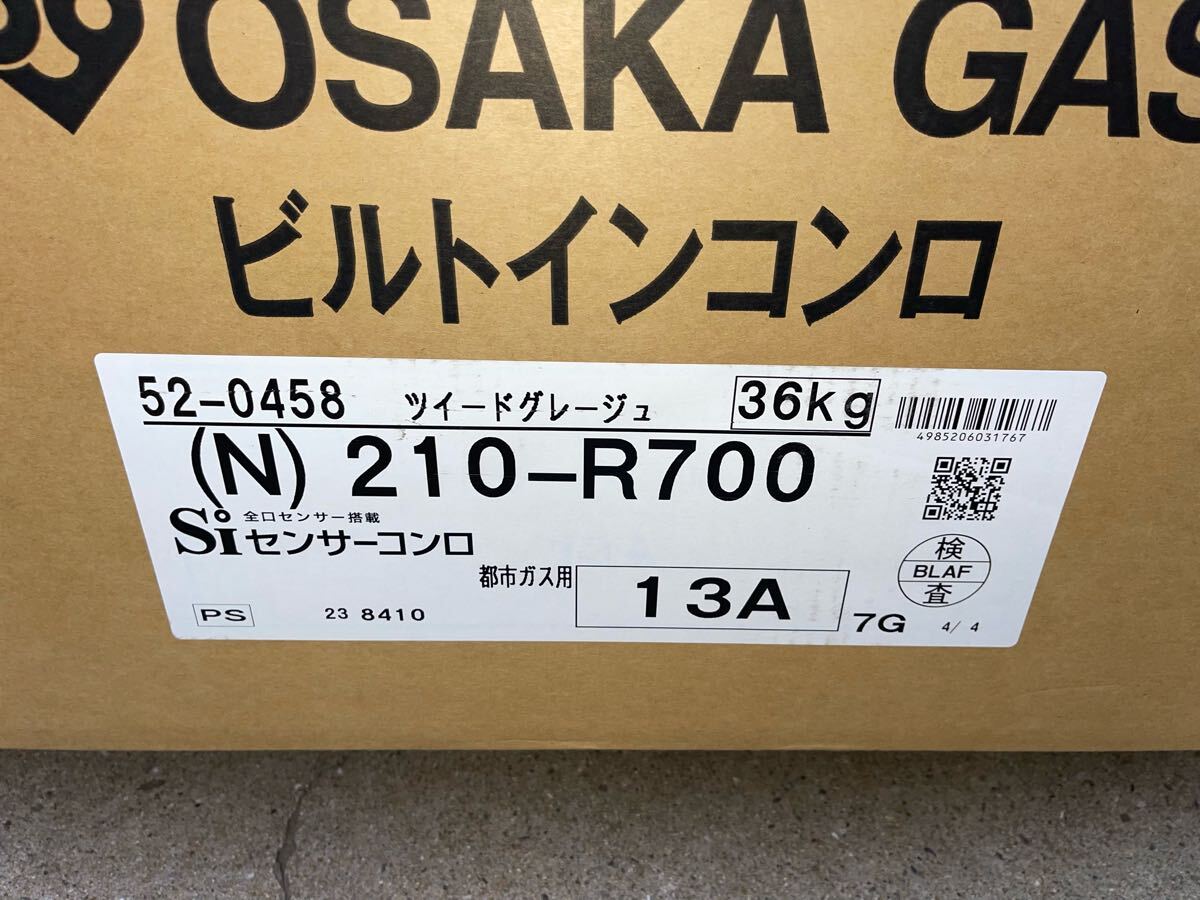 OSAKA GAS
ビルトインコンロ
52-0458 ツイードグレージュ 36kg
4985206031767
(N) 210-R700
Si 全口センサー搭載
センサーコンロ
検
BLAF
査
都市ガス用 13A 7G 4/ 4
PS 23 8410